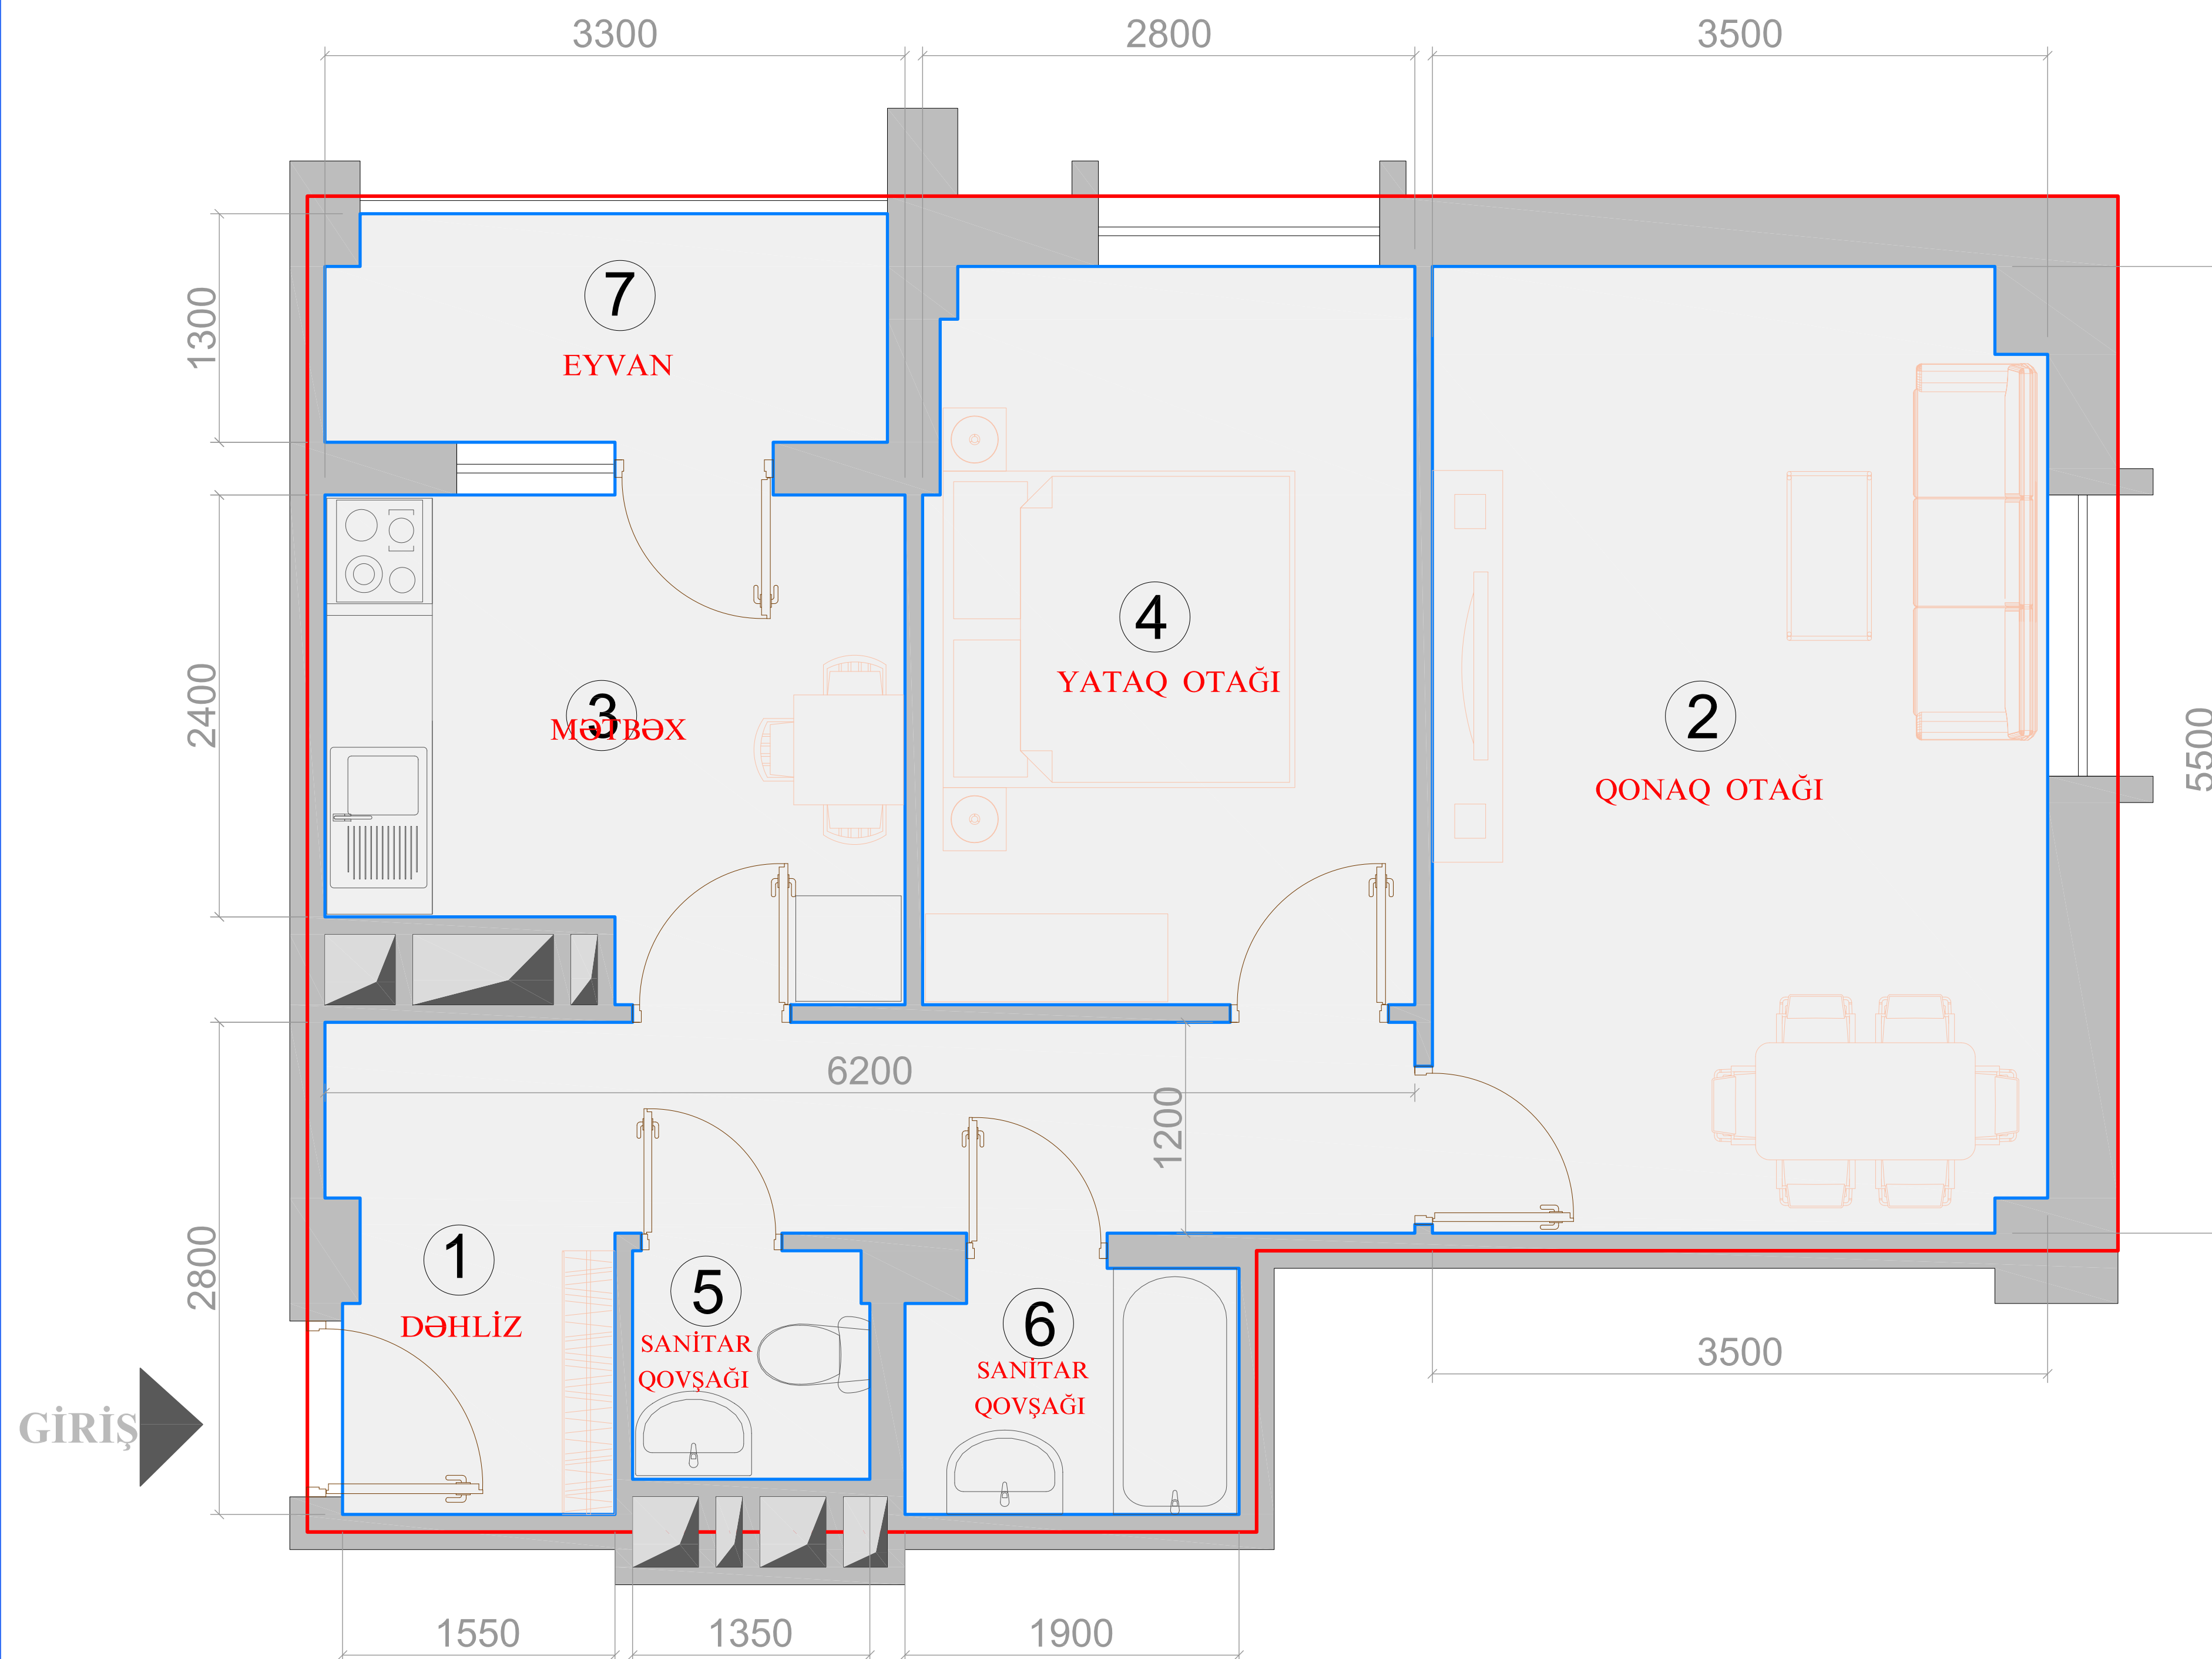 3300
2800
3500
1300
7
EYVAN
2400
3
MƏTBƏX
4
YATAQ OTAĞI
2
QONAQ OTAĞI
5500
6200
1200
2800
1
DƏHLİZ
5
SANİTAR
QOVŞAĞI
6
SANİTAR
QOVŞAĞI
3500
GİRİŞ
1550
1350
1900